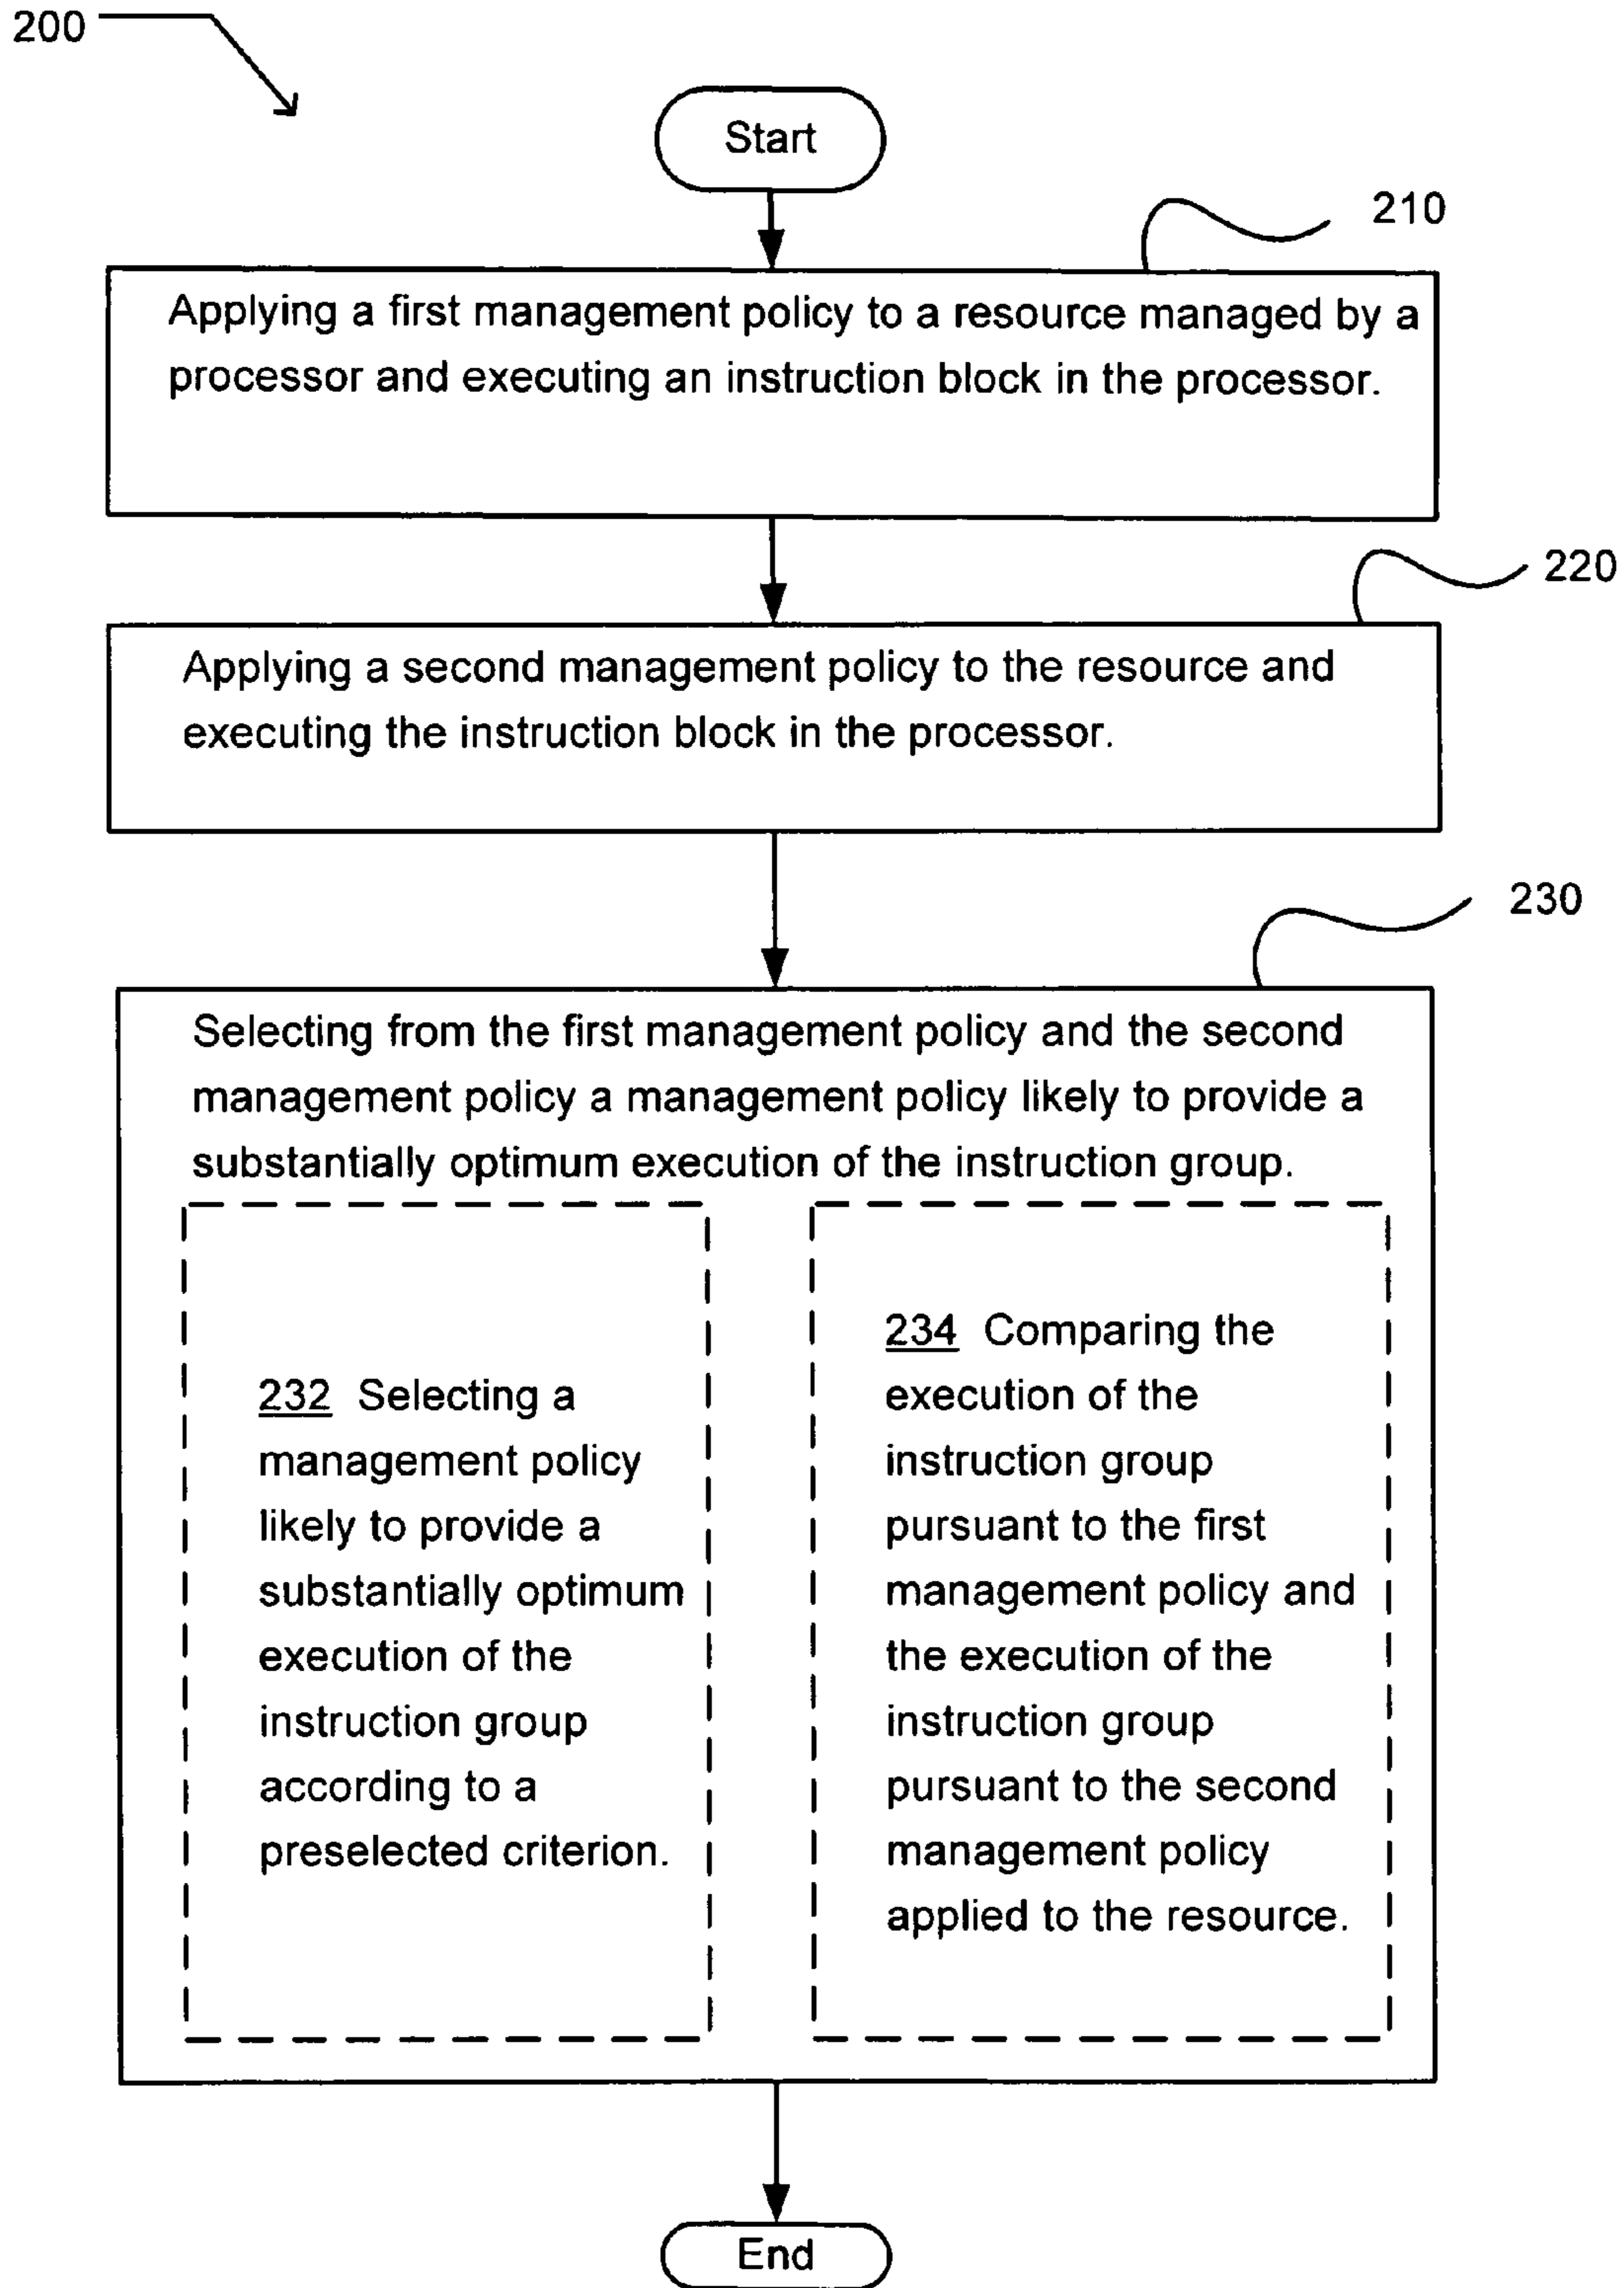 200
Start
210
Applying a first management policy to a resource managed by a
processor and executing an instruction block in the processor.
220
Applying a second management policy to the resource and
executing the instruction block in the processor.
230
Selecting from the first management policy and the second
management policy a management policy likely to provide a
substantially optimum execution of the instruction group.
232 Selecting a
management policy
likely to provide a
substantially optimum
execution of the
instruction group
according to a
preselected criterion.
234 Comparing the
execution of the
instruction group
pursuant to the first
management policy and
the execution of the
instruction group
pursuant to the second
management policy
applied to the resource.
End